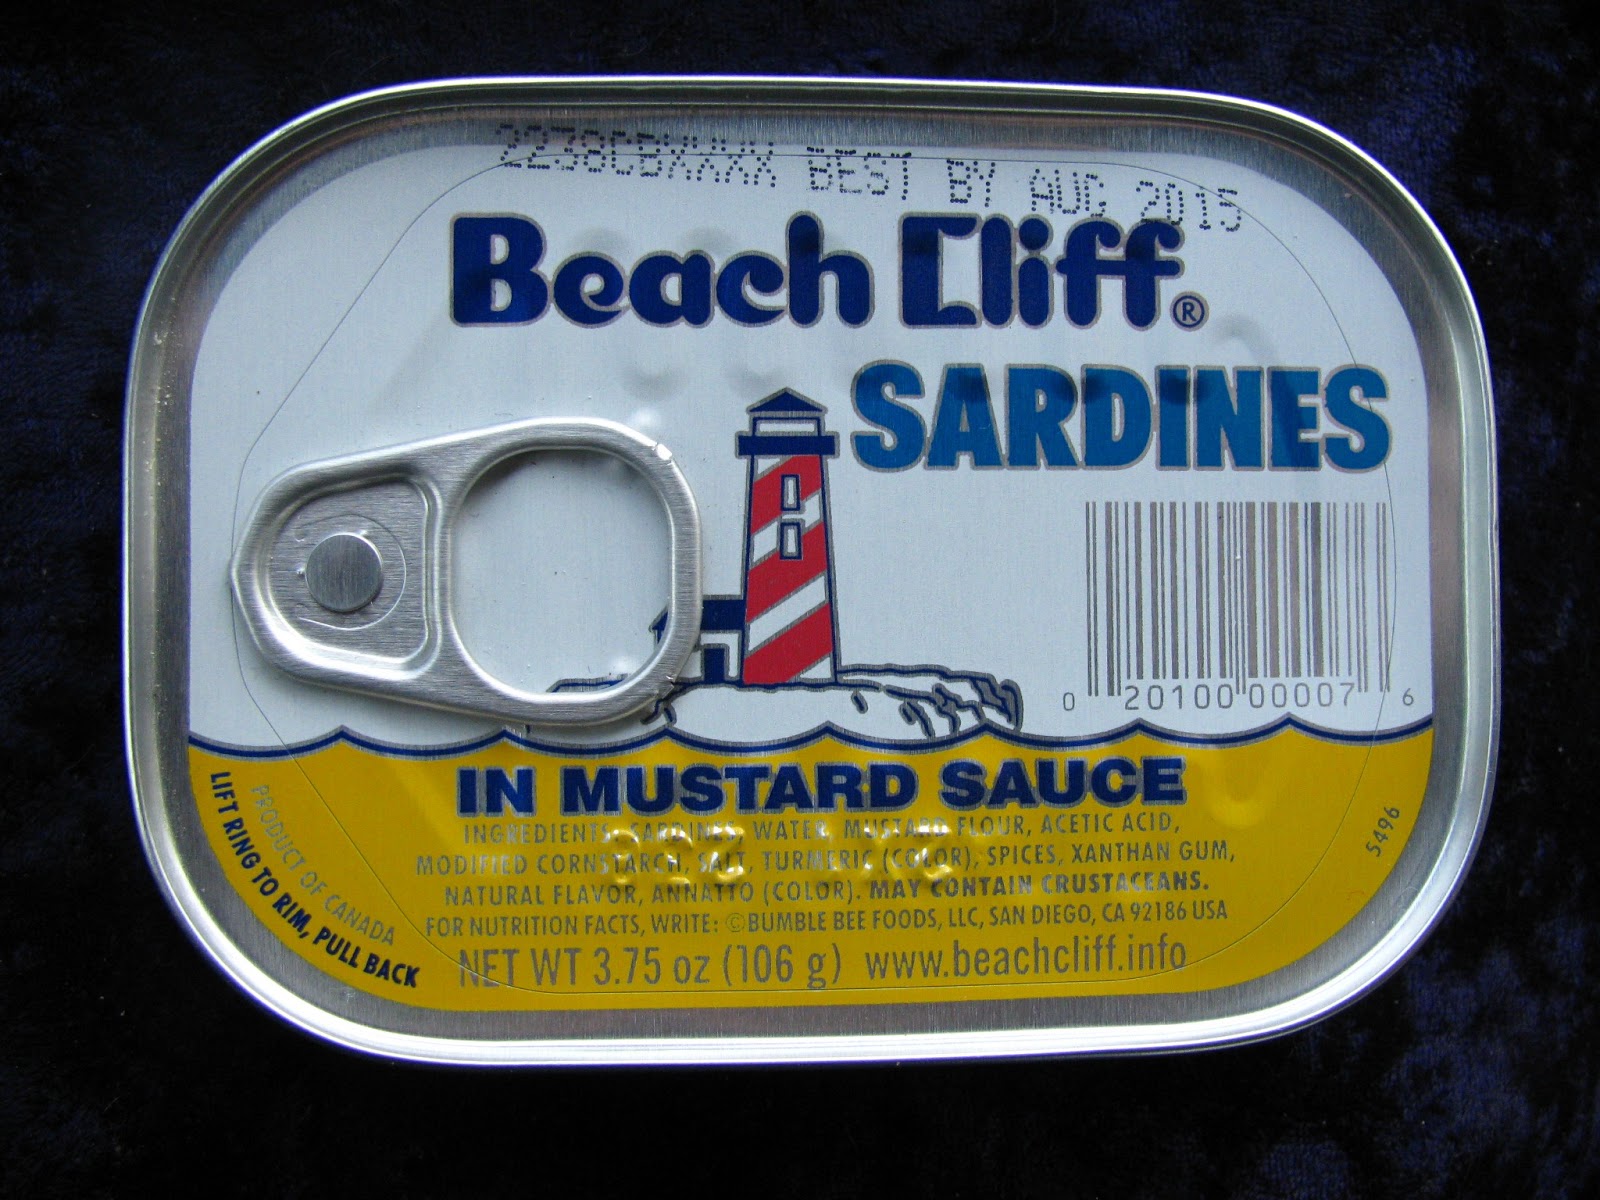 2238CBXXXX BEST BY AUG 2015
Beach Cliff®
SARDINES
0 20100 00007 6
IN MUSTARD SAUCE
INGREDIENTS: SARDINES, WATER, MUSTARD FLOUR, ACETIC ACID,
MODIFIED CORNSTARCH, SALT, TURMERIC (COLOR), SPICES, XANTHAN GUM,
NATURAL FLAVOR, ANNATTO (COLOR). MAY CONTAIN CRUSTACEANS.
FOR NUTRITION FACTS, WRITE: ©BUMBLE BEE FOODS, LLC, SAN DIEGO, CA 92186 USA
NET WT 3.75 oz (106 g) www.beachcliff.info
PRODUCT OF CANADA
LIFT RING TO RIM, PULL BACK
5496